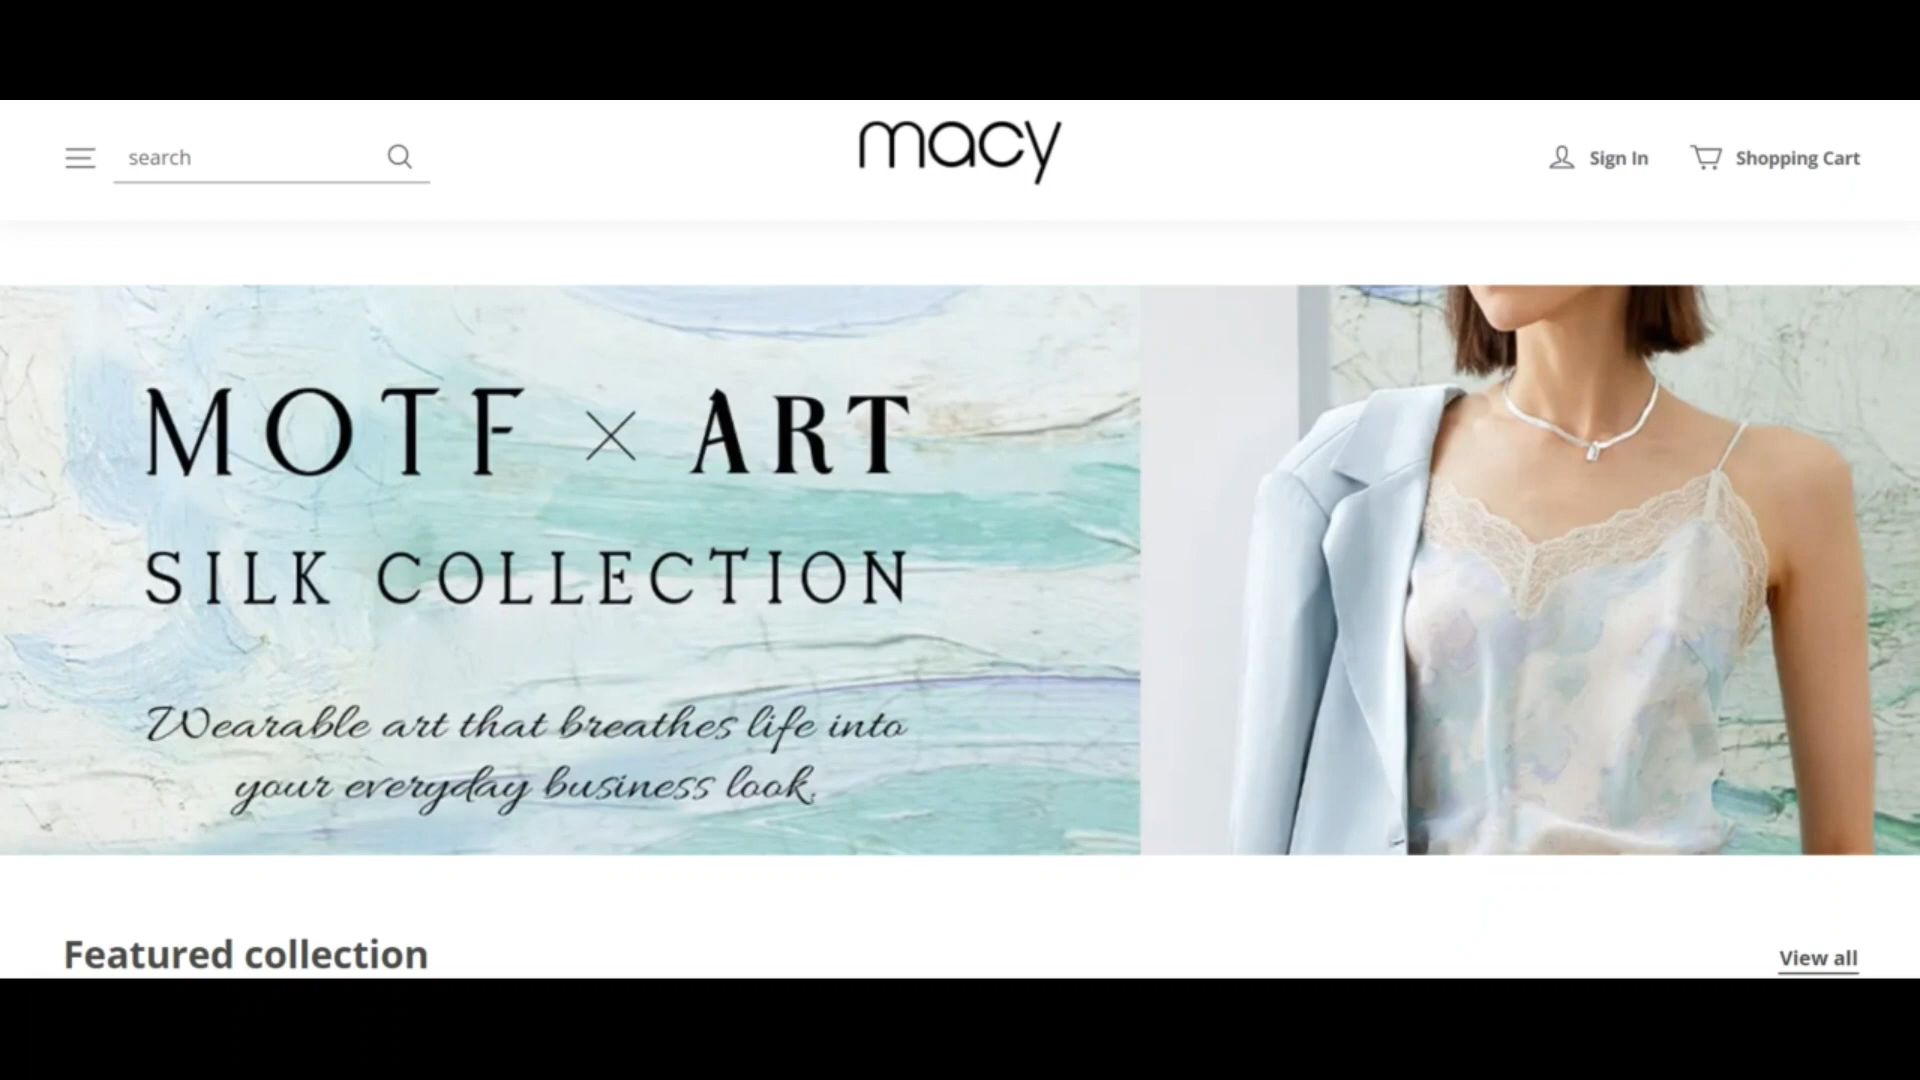 search
macy
Sign In
Shopping Cart
MOTF × ART
SILK COLLECTION
Wearable art that breathes life into
your everyday business look.
Featured collection
View all